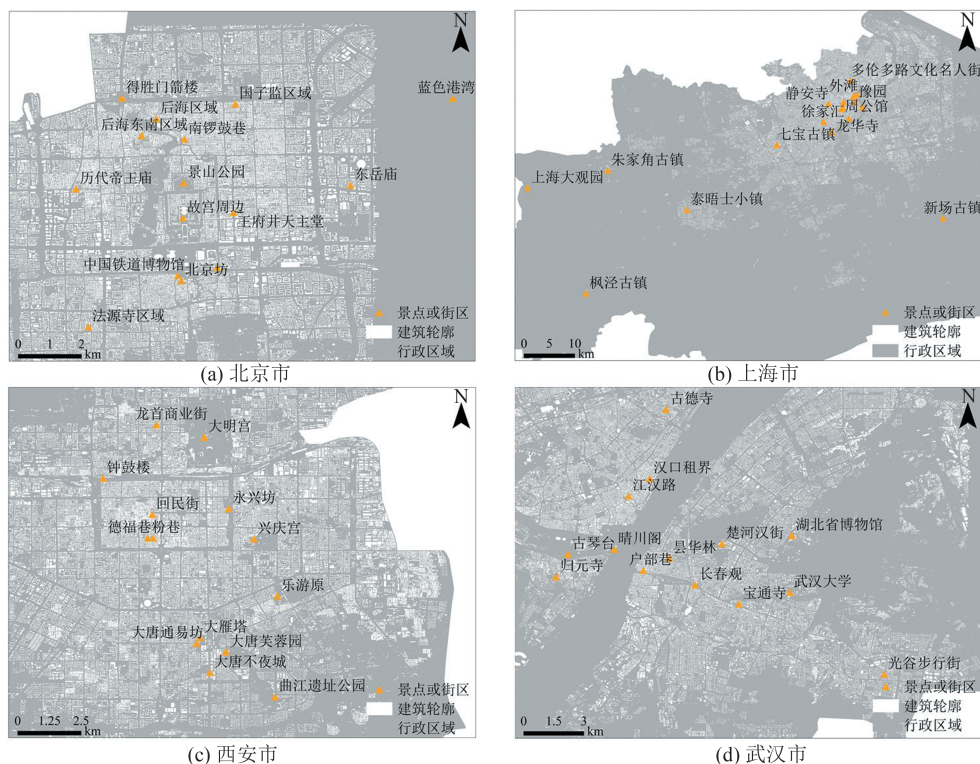 N
得胜门箭楼
国子监区域
蓝色港湾
后海区域
后海东南区域
南锣鼓巷
历代帝王庙
景山公园
东岳庙
故宫周边
王府井天主堂
中国铁道博物馆
北京坊
法源寺区域
景点或街区
建筑轮廓
行政区域
0 1 2
km
(a) 北京市
N
多伦多路文化名人街
外滩
静安寺
豫园
徐家汇
周公馆
龙华寺
七宝古镇
朱家角古镇
上海大观园
泰晤士小镇
新场古镇
枫泾古镇
景点或街区
建筑轮廓
行政区域
0 5 10
km
(b) 上海市
N
龙首商业街
大明宫
钟鼓楼
回民街
永兴坊
德福巷粉巷
兴庆宫
乐游原
大唐通易坊
大雁塔
大唐芙蓉园
大唐不夜城
曲江遗址公园
景点或街区
建筑轮廓
行政区域
0 1.25 2.5
km
(c) 西安市
N
古德寺
汉口租界
江汉路
湖北省博物馆
楚河汉街
古琴台
晴川阁
昙华林
归元寺
户部巷
长春观
武汉大学
宝通寺
光谷步行街
景点或街区
建筑轮廓
行政区域
0 1.5 3
km
(d) 武汉市